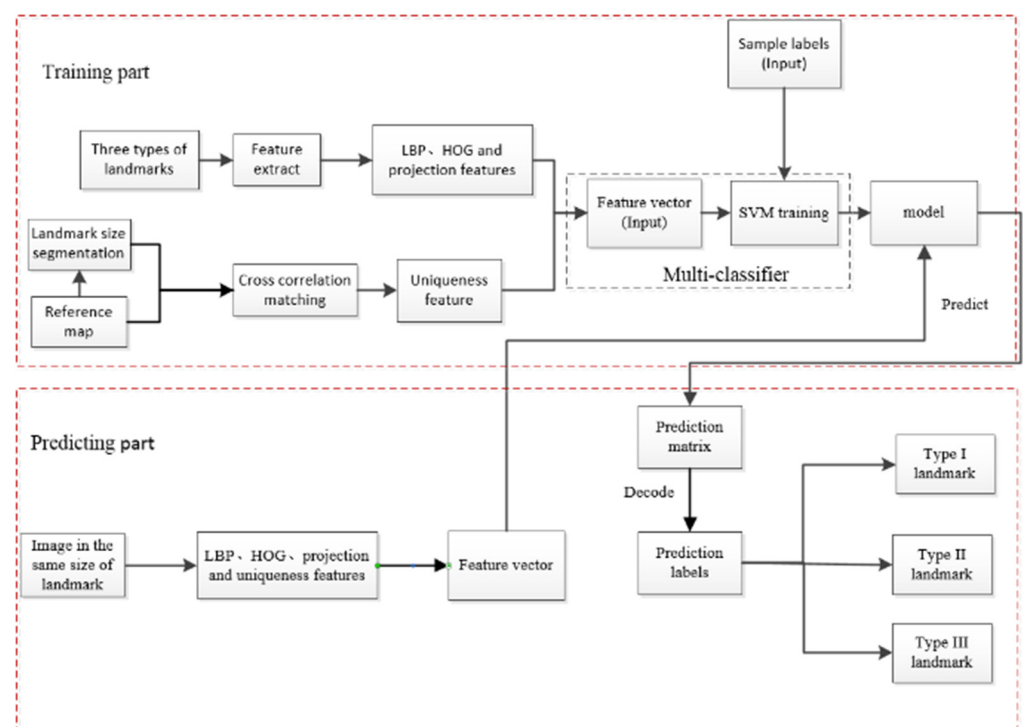 Training part
Sample labels
(Input)
Three types of
landmarks
Feature
extract
LBP、HOG and
projection features
Landmark size
segmentation
Reference
map
Cross correlation
matching
Uniqueness
feature
Feature vector
(Input)
SVM training
model
Multi-classifier
Predict
Predicting part
Image in the
same size of
landmark
LBP、HOG、projection
and uniqueness features
Feature vector
Prediction
matrix
Decode
Prediction
labels
Type I
landmark
Type II
landmark
Type III
landmark